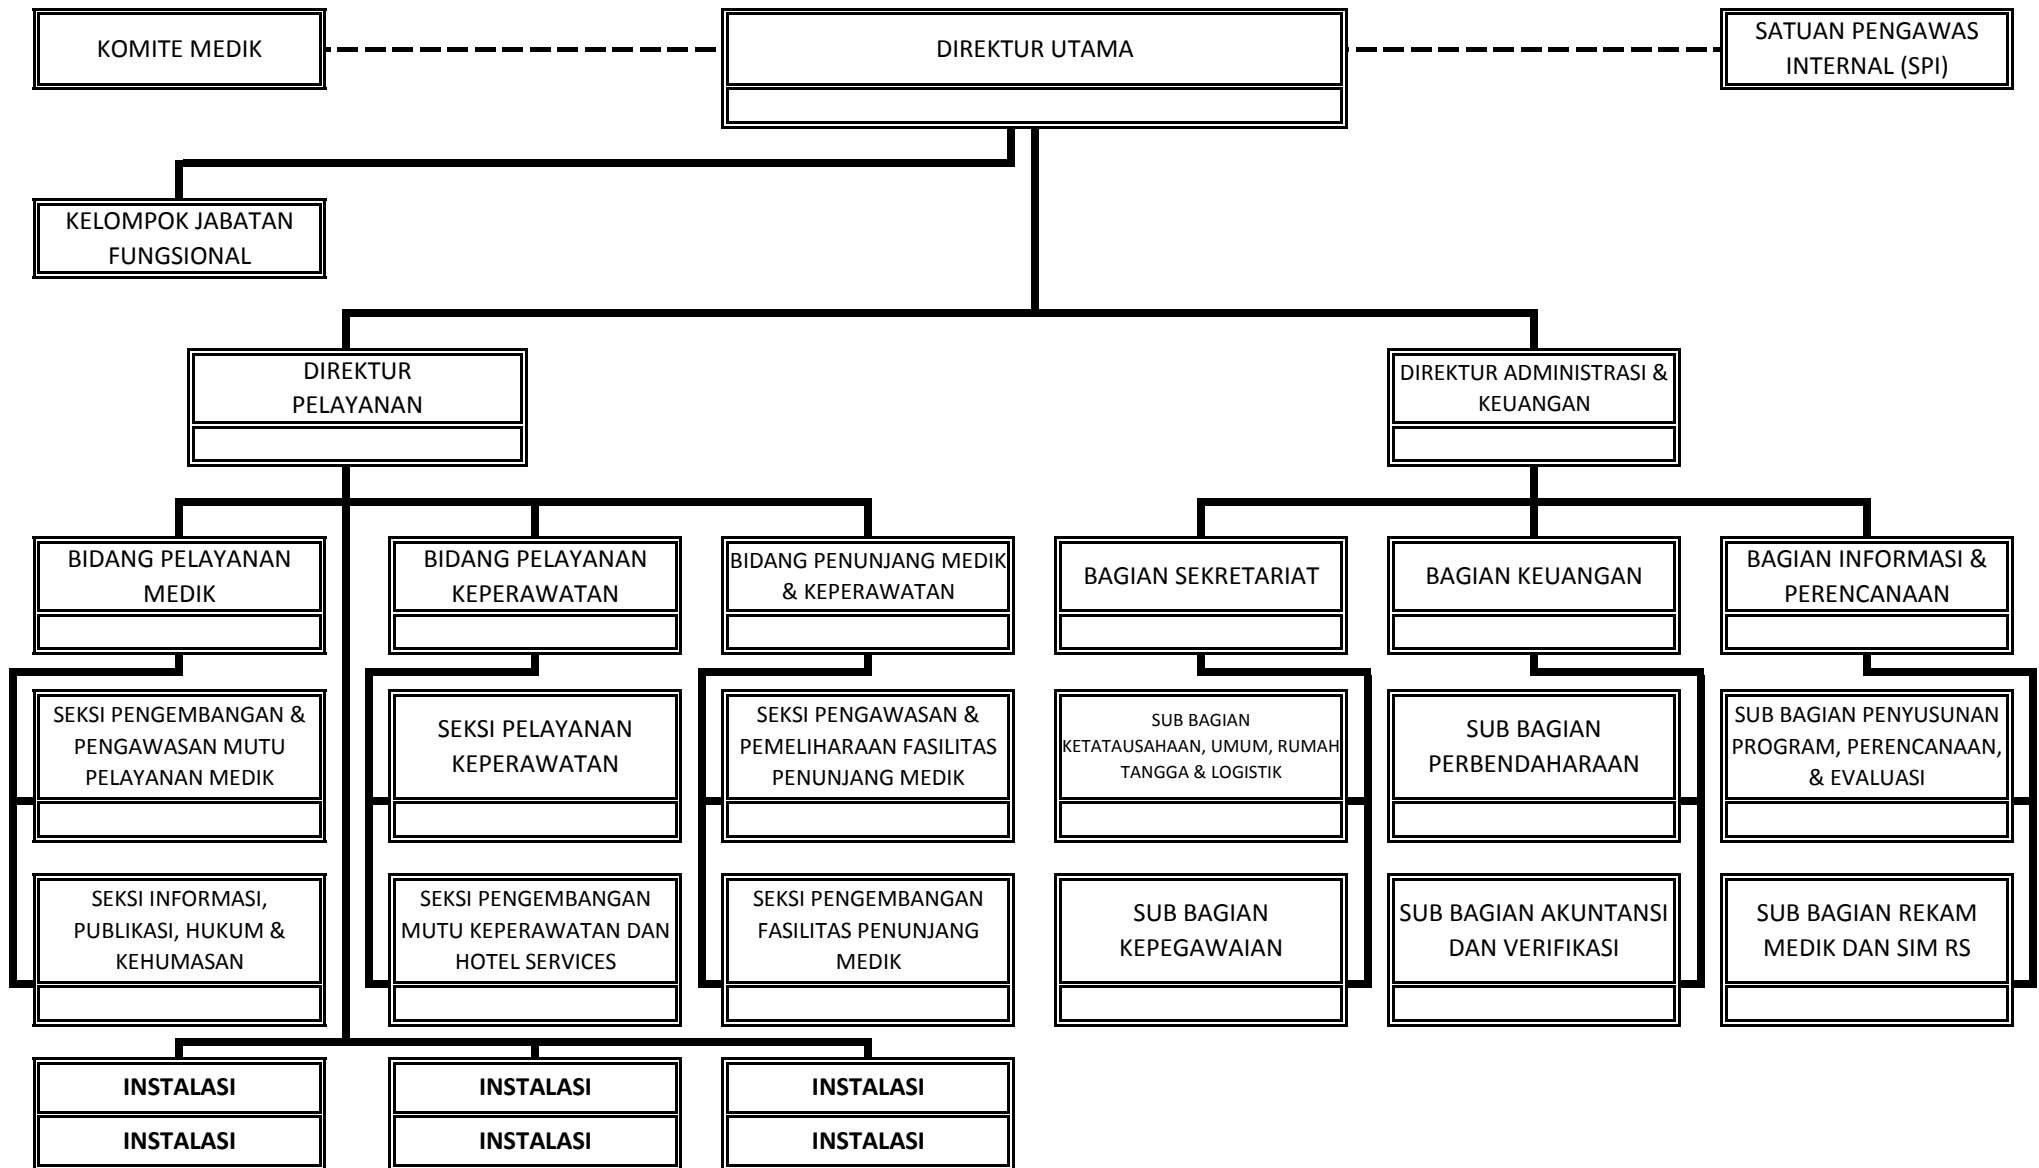 KOMITE MEDIK
DIREKTUR UTAMA
SATUAN PENGAWAS
INTERNAL (SPI)
KELOMPOK JABATAN
FUNGSIONAL
DIREKTUR
PELAYANAN
DIREKTUR ADMINISTRASI &
KEUANGAN
BIDANG PELAYANAN
MEDIK
BIDANG PELAYANAN
KEPERAWATAN
BIDANG PENUNJANG MEDIK
& KEPERAWATAN
BAGIAN SEKRETARIAT
BAGIAN KEUANGAN
BAGIAN INFORMASI &
PERENCANAAN
SEKSI PENGEMBANGAN &
PENGAWASAN MUTU
PELAYANAN MEDIK
SEKSI PELAYANAN
KEPERAWATAN
SEKSI PENGAWASAN &
PEMELIHARAAN FASILITAS
PENUNJANG MEDIK
SUB BAGIAN
KETATAUSAHAAN, UMUM, RUMAH
TANGGA & LOGISTIK
SUB BAGIAN
PERBENDAHARAAN
SUB BAGIAN PENYUSUNAN
PROGRAM, PERENCANAAN,
& EVALUASI
SEKSI INFORMASI,
PUBLIKASI, HUKUM &
KEHUMASAN
SEKSI PENGEMBANGAN
MUTU KEPERAWATAN DAN
HOTEL SERVICES
SEKSI PENGEMBANGAN
FASILITAS PENUNJANG
MEDIK
SUB BAGIAN
KEPEGAWAIAN
SUB BAGIAN AKUNTANSI
DAN VERIFIKASI
SUB BAGIAN REKAM
MEDIK DAN SIM RS
INSTALASI
INSTALASI
INSTALASI
INSTALASI
INSTALASI
INSTALASI